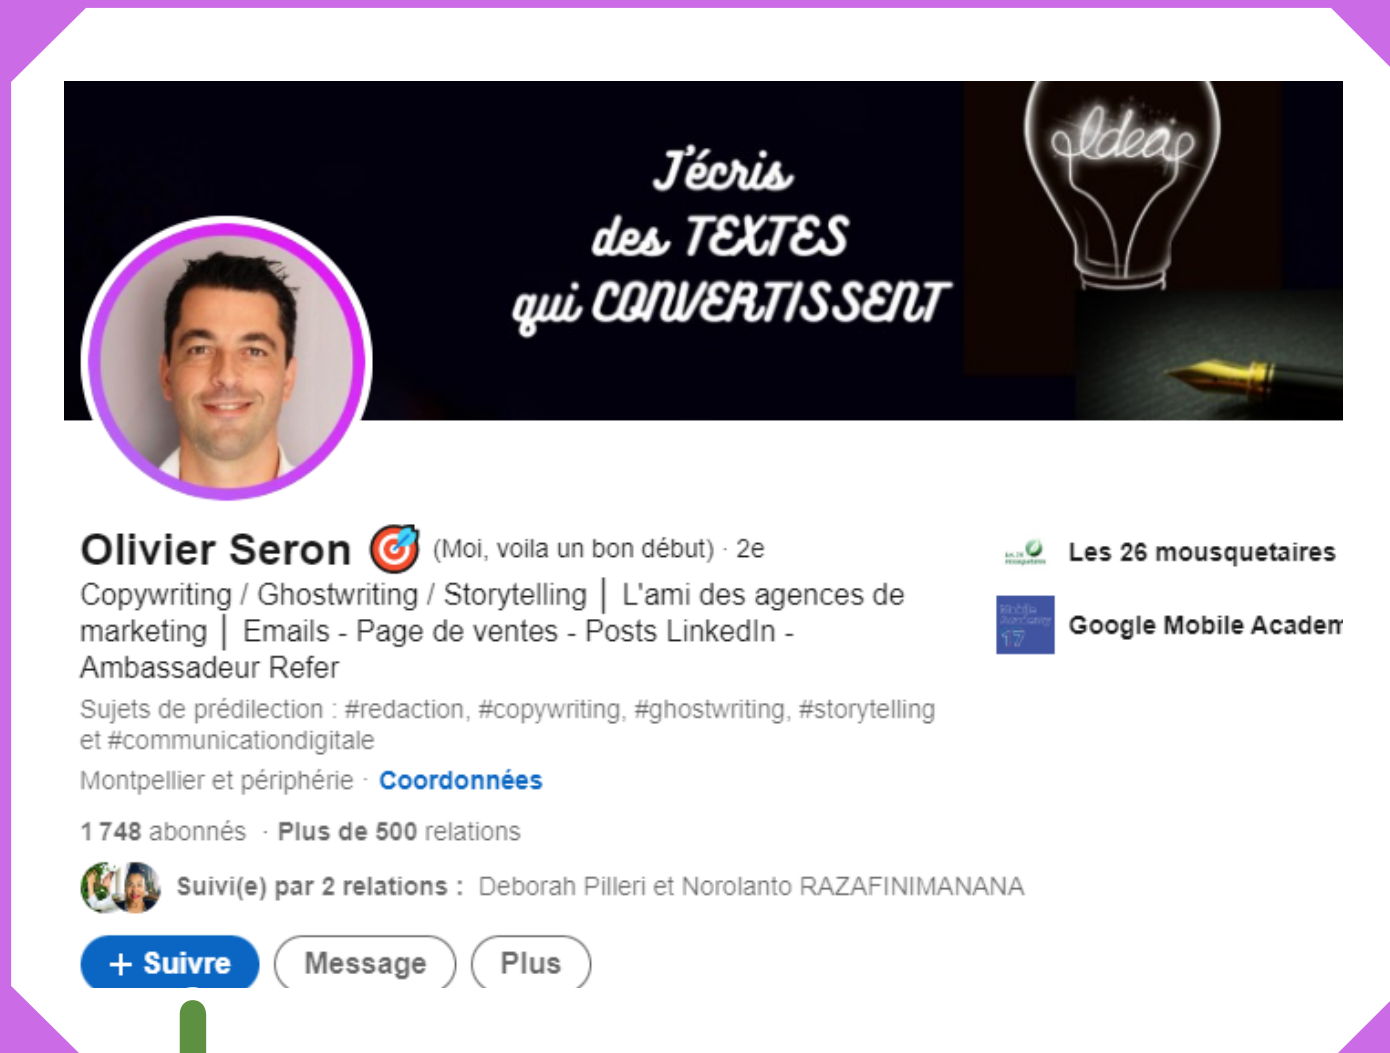 Idea
J'écris
des TEXTES
qui CONVERTISSENT
Olivier Seron 🎯 (Moi, voila un bon début) · 2e
Copywriting / Ghostwriting / Storytelling | L'ami des agences de
marketing | Emails - Page de ventes - Posts LinkedIn -
Ambassadeur Refer
Sujets de prédilection : #redaction, #copywriting, #ghostwriting, #storytelling
et #communicationdigitale
Montpellier et périphérie · Coordonnées
1 748 abonnés · Plus de 500 relations
Suivi(e) par 2 relations : Deborah Pilleri et Norolanto RAZAFINIMANANA
+ Suivre
Message
Plus
Les 26 mousquetaires
Mobile
Academy
17
Google Mobile Academ